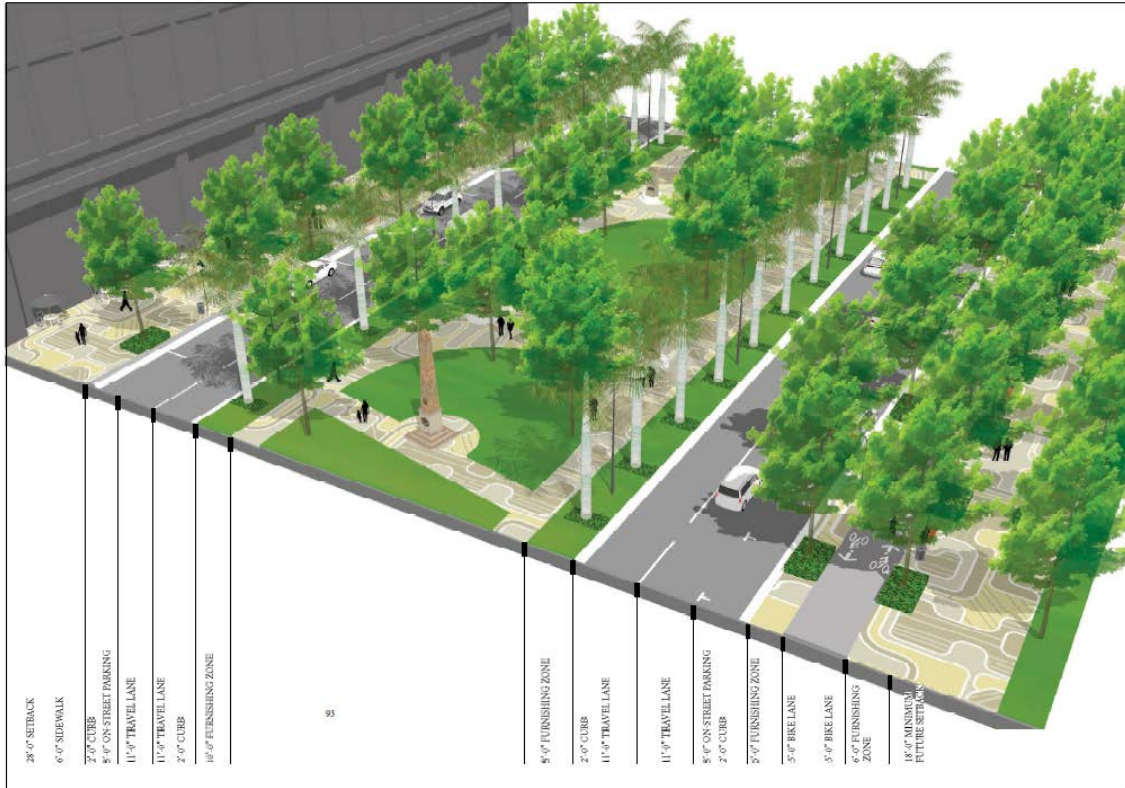 28'-0" SETBACK
6'-0" SIDEWALK
2'-0" CURB
8'-0" ON-STREET PARKING
11'-0" TRAVEL LANE
11'-0" TRAVEL LANE
2'-0" CURB
10'-0" FURNISHING ZONE
93
8'-0" FURNISHING ZONE
2'-0" CURB
11'-0" TRAVEL LANE
11'-0" TRAVEL LANE
8'-0" ON-STREET PARKING
2'-0" CURB
5'-0" FURNISHING ZONE
5'-0" BIKE LANE
5'-0" BIKE LANE
6'-0" FURNISHING
ZONE
18'-0" MINIMUM
FUTURE SETBACK